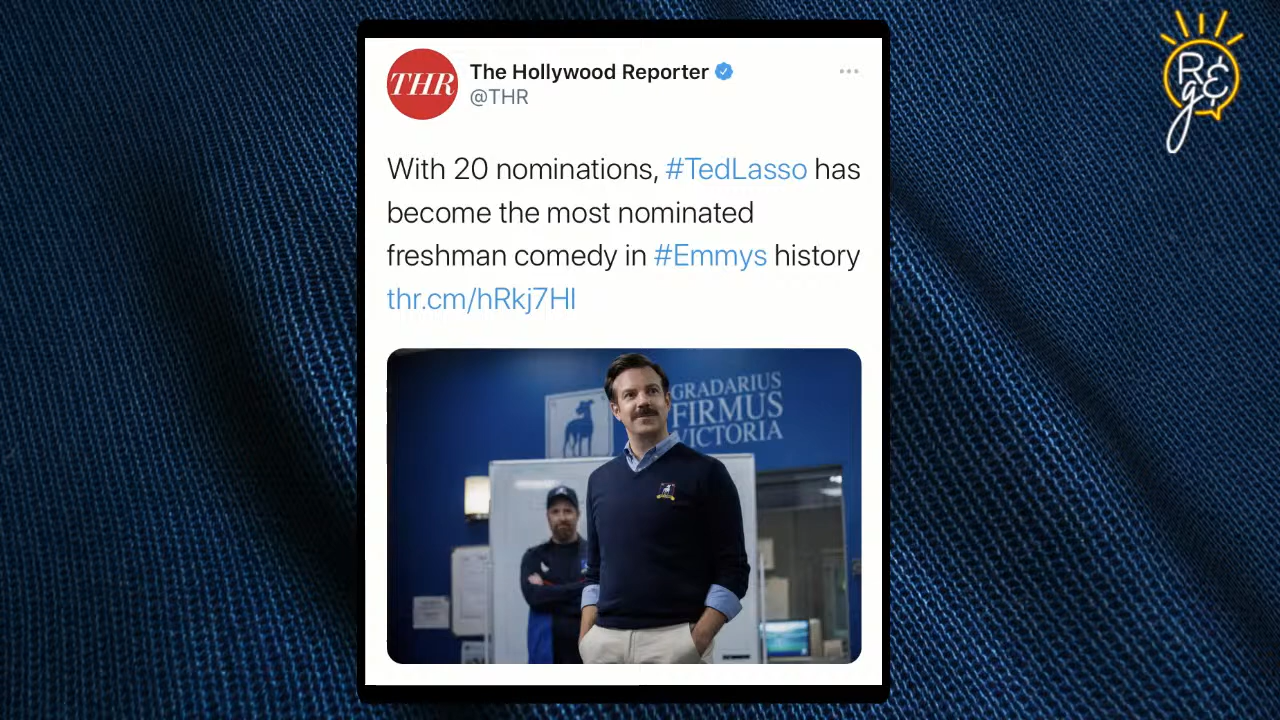 THR
The Hollywood Reporter
@THR
With 20 nominations, #TedLasso has
become the most nominated
freshman comedy in #Emmys history
thr.cm/hRkj7HI
GRADARIUS
FIRMUS
VICTORIA
R&
g